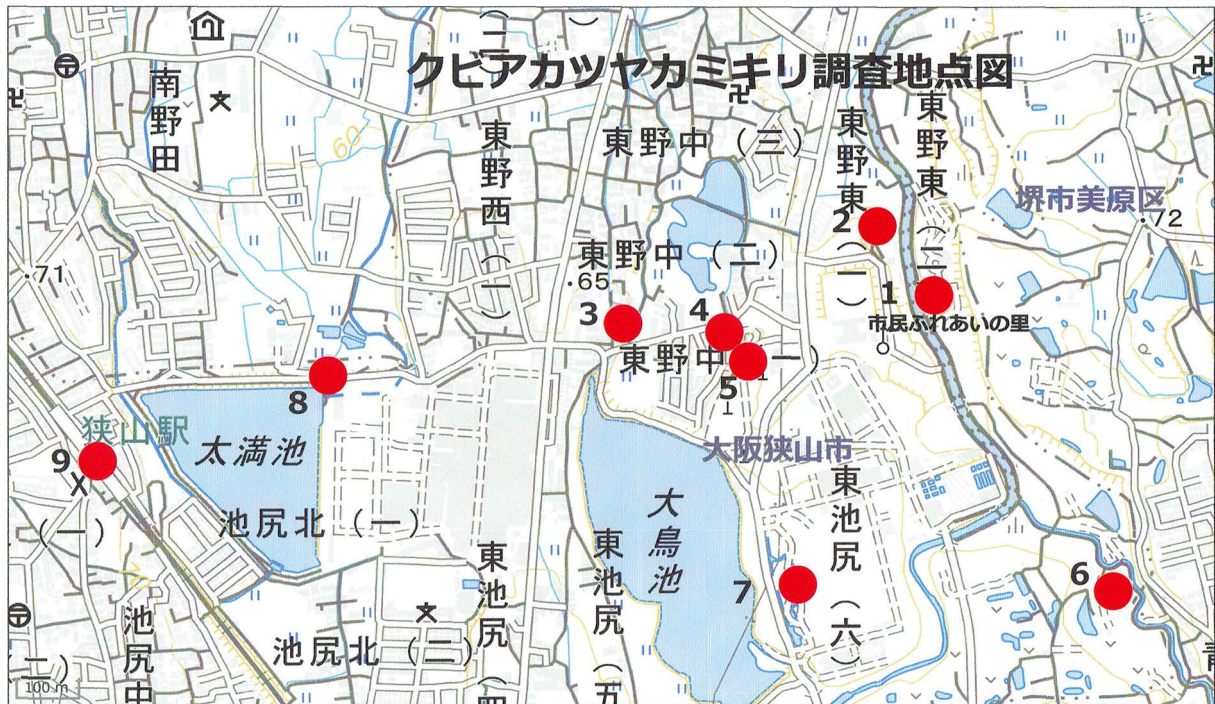 クビアカツヤカミキリ調査地点図
南野田
(二)
東野西(一)
東野中(三)
東野中(二)
東野東(一)
東野東(二)
堺市美原区
・72
・71
・65
60
1
2
3
4
5
6
7
8
9
市民ふれあいの里
東野中(一)
狭山駅
太満池
大阪狭山市
大鳥池
東池尻(六)
池尻北(一)
(一)
東池尻(四
東池尻(五
池尻北(二)
池尻中
(二)
100 m